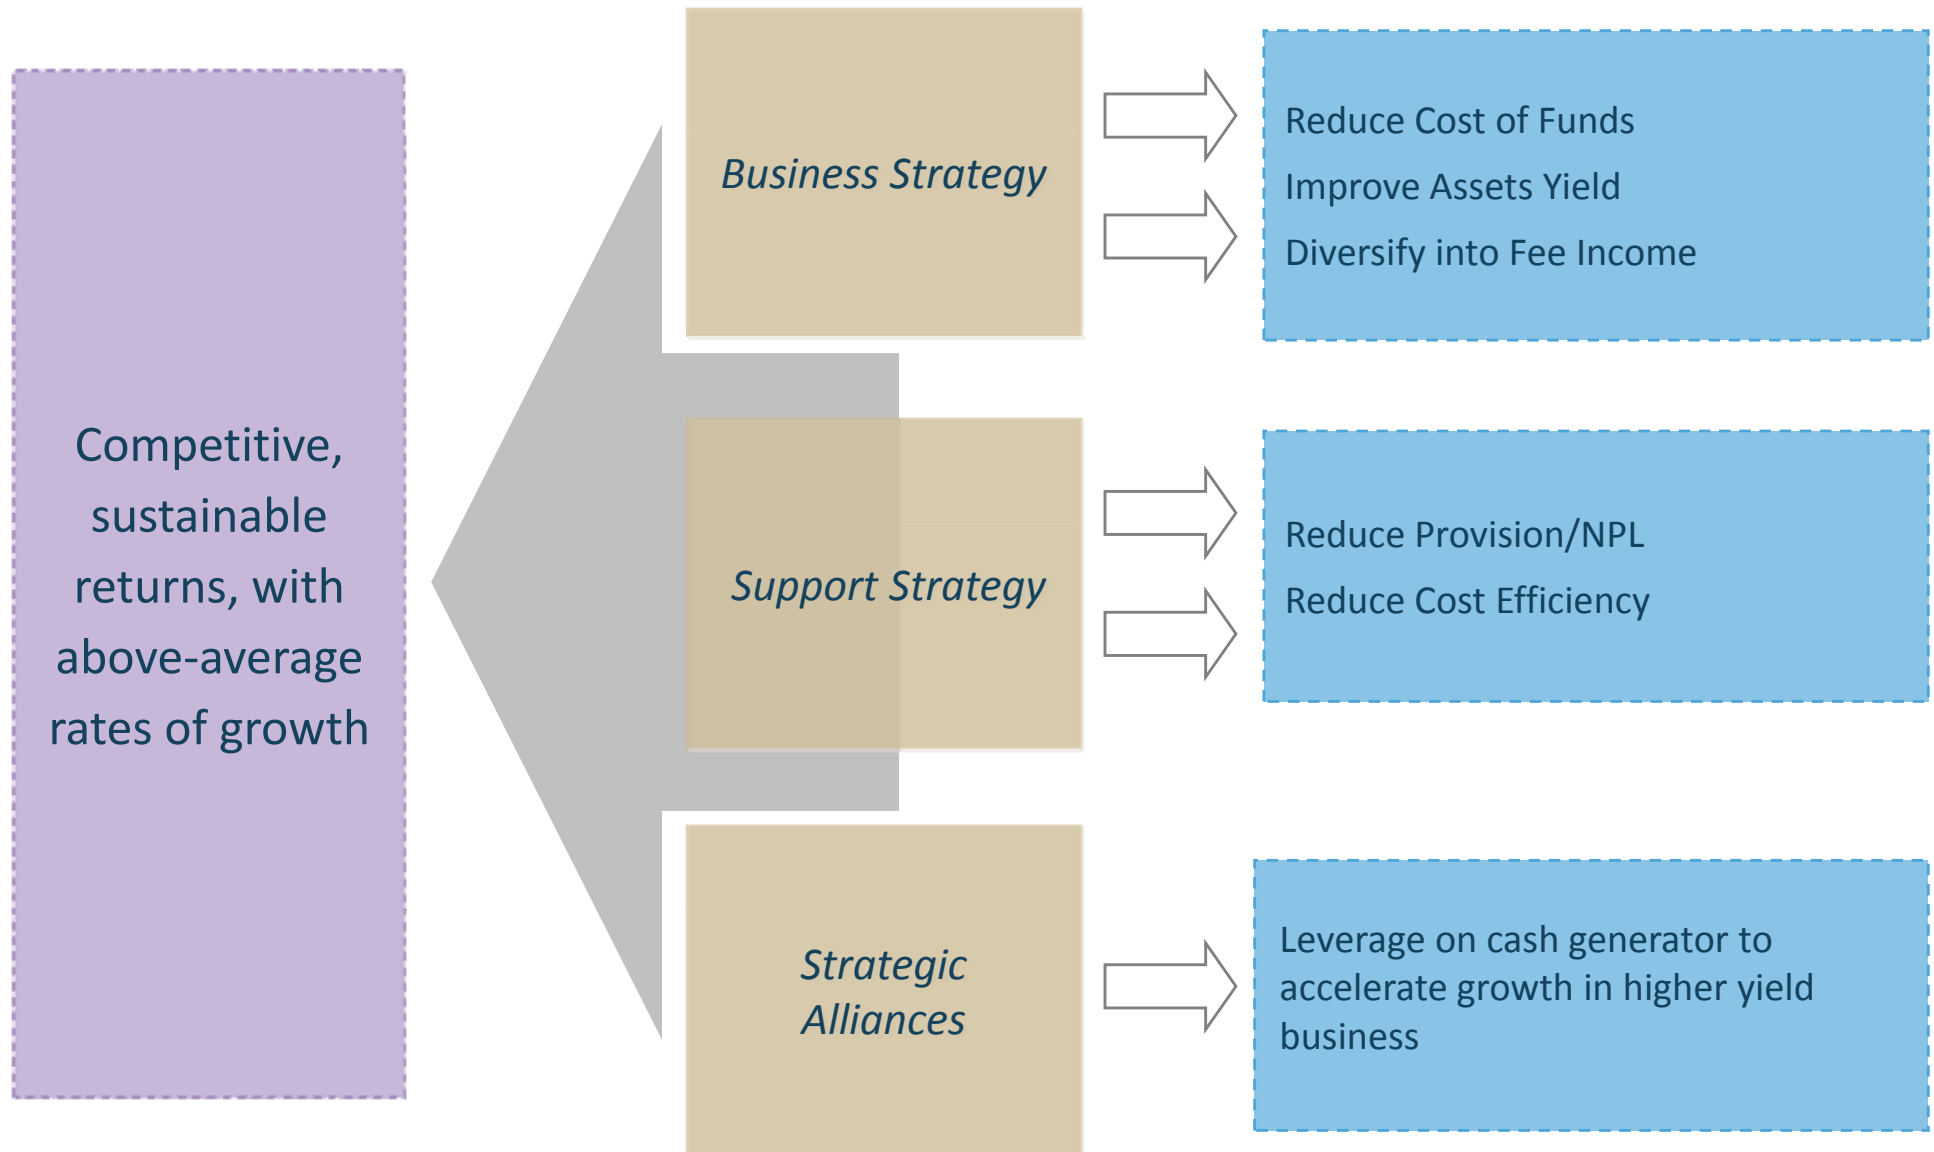 Competitive,
sustainable
returns, with
above-average
rates of growth
Business Strategy
Reduce Cost of Funds
Improve Assets Yield
Diversify into Fee Income
Support Strategy
Reduce Provision/NPL
Reduce Cost Efficiency
Strategic
Alliances
Leverage on cash generator to
accelerate growth in higher yield
business